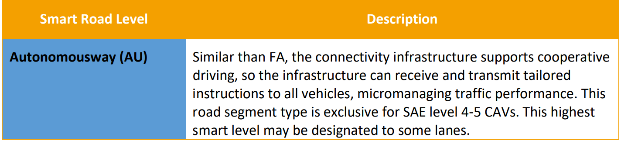 Smart Road Level Description
Autonomousway (AU) Similar than FA, the connectivity infrastructure supports cooperative
driving, so the infrastructure can receive and transmit tailored
instructions to all vehicles, micromanaging traffic performance. This
road segment type is exclusive for SAE level 4-5 CAVs. This highest
smart level may be designated to some lanes.